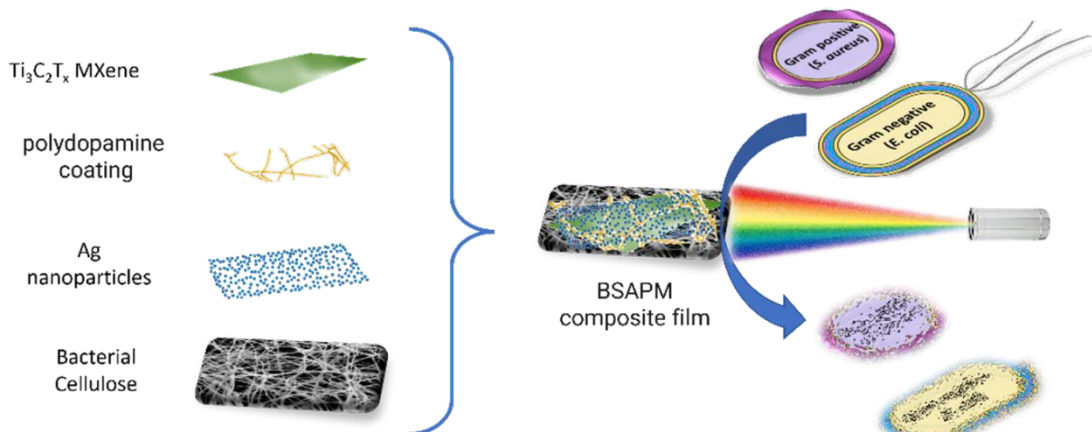 Ti₃C₂Tₓ MXene
polydopamine
coating
Ag
nanoparticles
Bacterial
Cellulose
BSAPM
composite film
Gram positive
(S. aureus)
Gram negative
(E. coli)